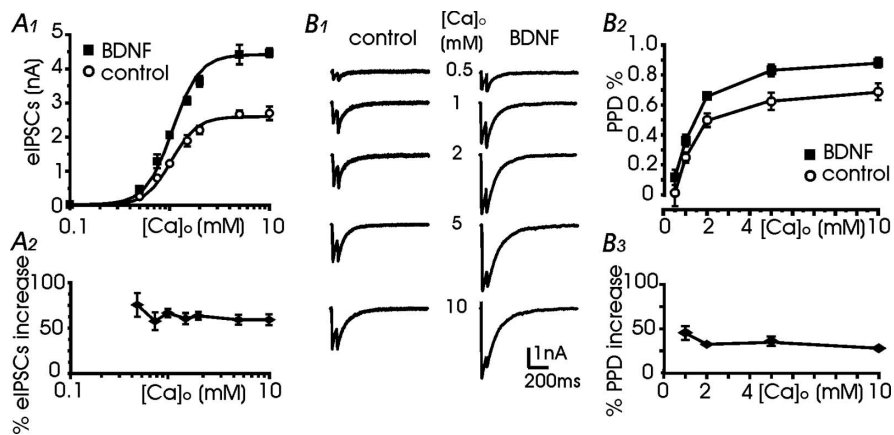 A1
BDNF
control
eIPSCs (nA)
5
4
3
2
1
0
0.1
[Ca]o (mM)
10
A2
% eIPSCs increase
100
50
0
0.1
[Ca]o (mM)
10
B1
control
[Ca]o
(mM)
BDNF
0.5
1
2
5
10
1nA
200ms
B2
PPD %
1.0
0.8
0.6
0.4
0.2
0
BDNF
control
0
2
4
[Ca]o (mM)
10
B3
% PPD increase
100
50
0
0
2
4
[Ca]o (mM)
10